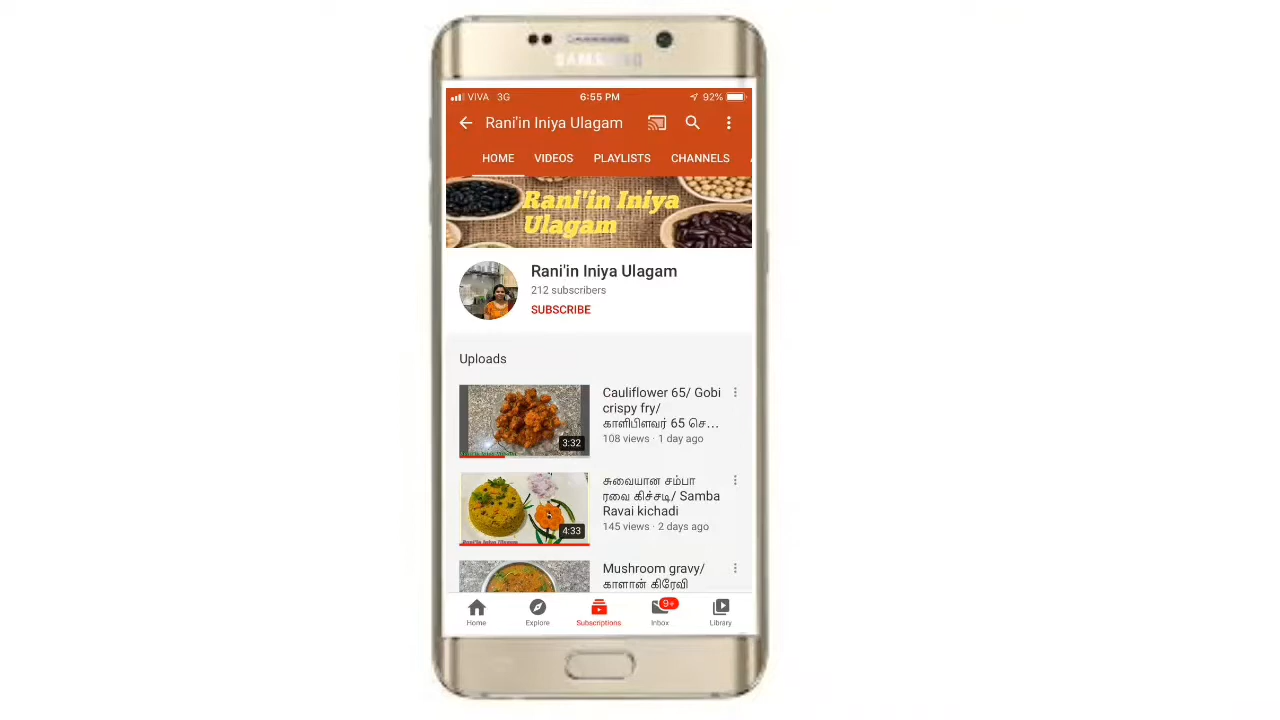 SAMSUNG
VIVA 3G 6:55 PM 92%
Rani'in Iniya Ulagam
HOME VIDEOS PLAYLISTS CHANNELS
Rani'in Iniya
Ulagam
Rani'in Iniya Ulagam
212 subscribers
SUBSCRIBE
Uploads
Cauliflower 65/ Gobi
crispy fry/
காளிபிளவர் 65 செ...
108 views · 1 day ago
3:32
சுவையான சம்பா
ரவை கிச்சடி/ Samba
Ravai kichadi
145 views · 2 days ago
4:33
Mushroom gravy/
காளான் கிரேவி
Home Explore Subscriptions Inbox Library
9+